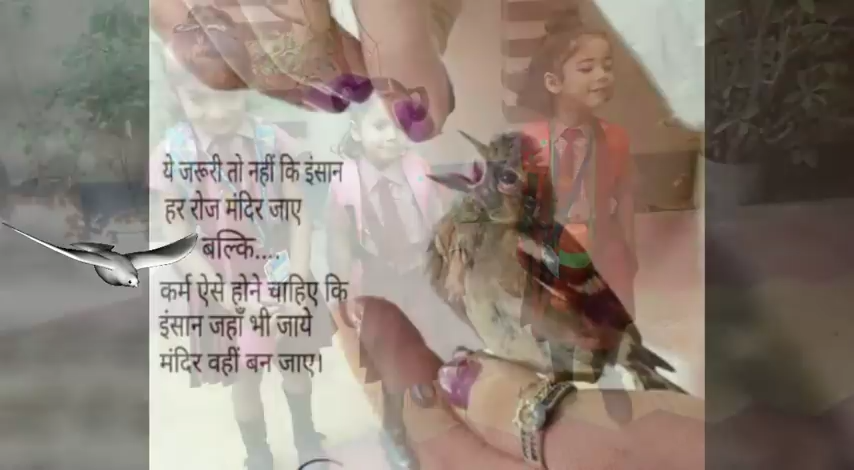 ये जरूरी तो नहीं कि इंसान
हर रोज मंदिर जाए
बल्कि....
कर्म ऐसे होने चाहिए कि
इंसान जहाँ भी जाये
मंदिर वहीं बन जाए।